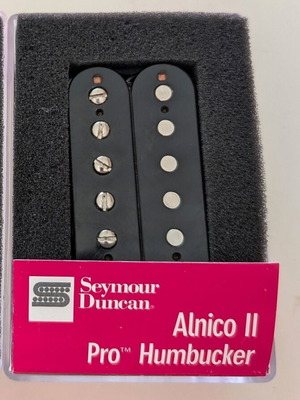 Seymour
Duncan.
Alnico II
Pro™ Humbucker